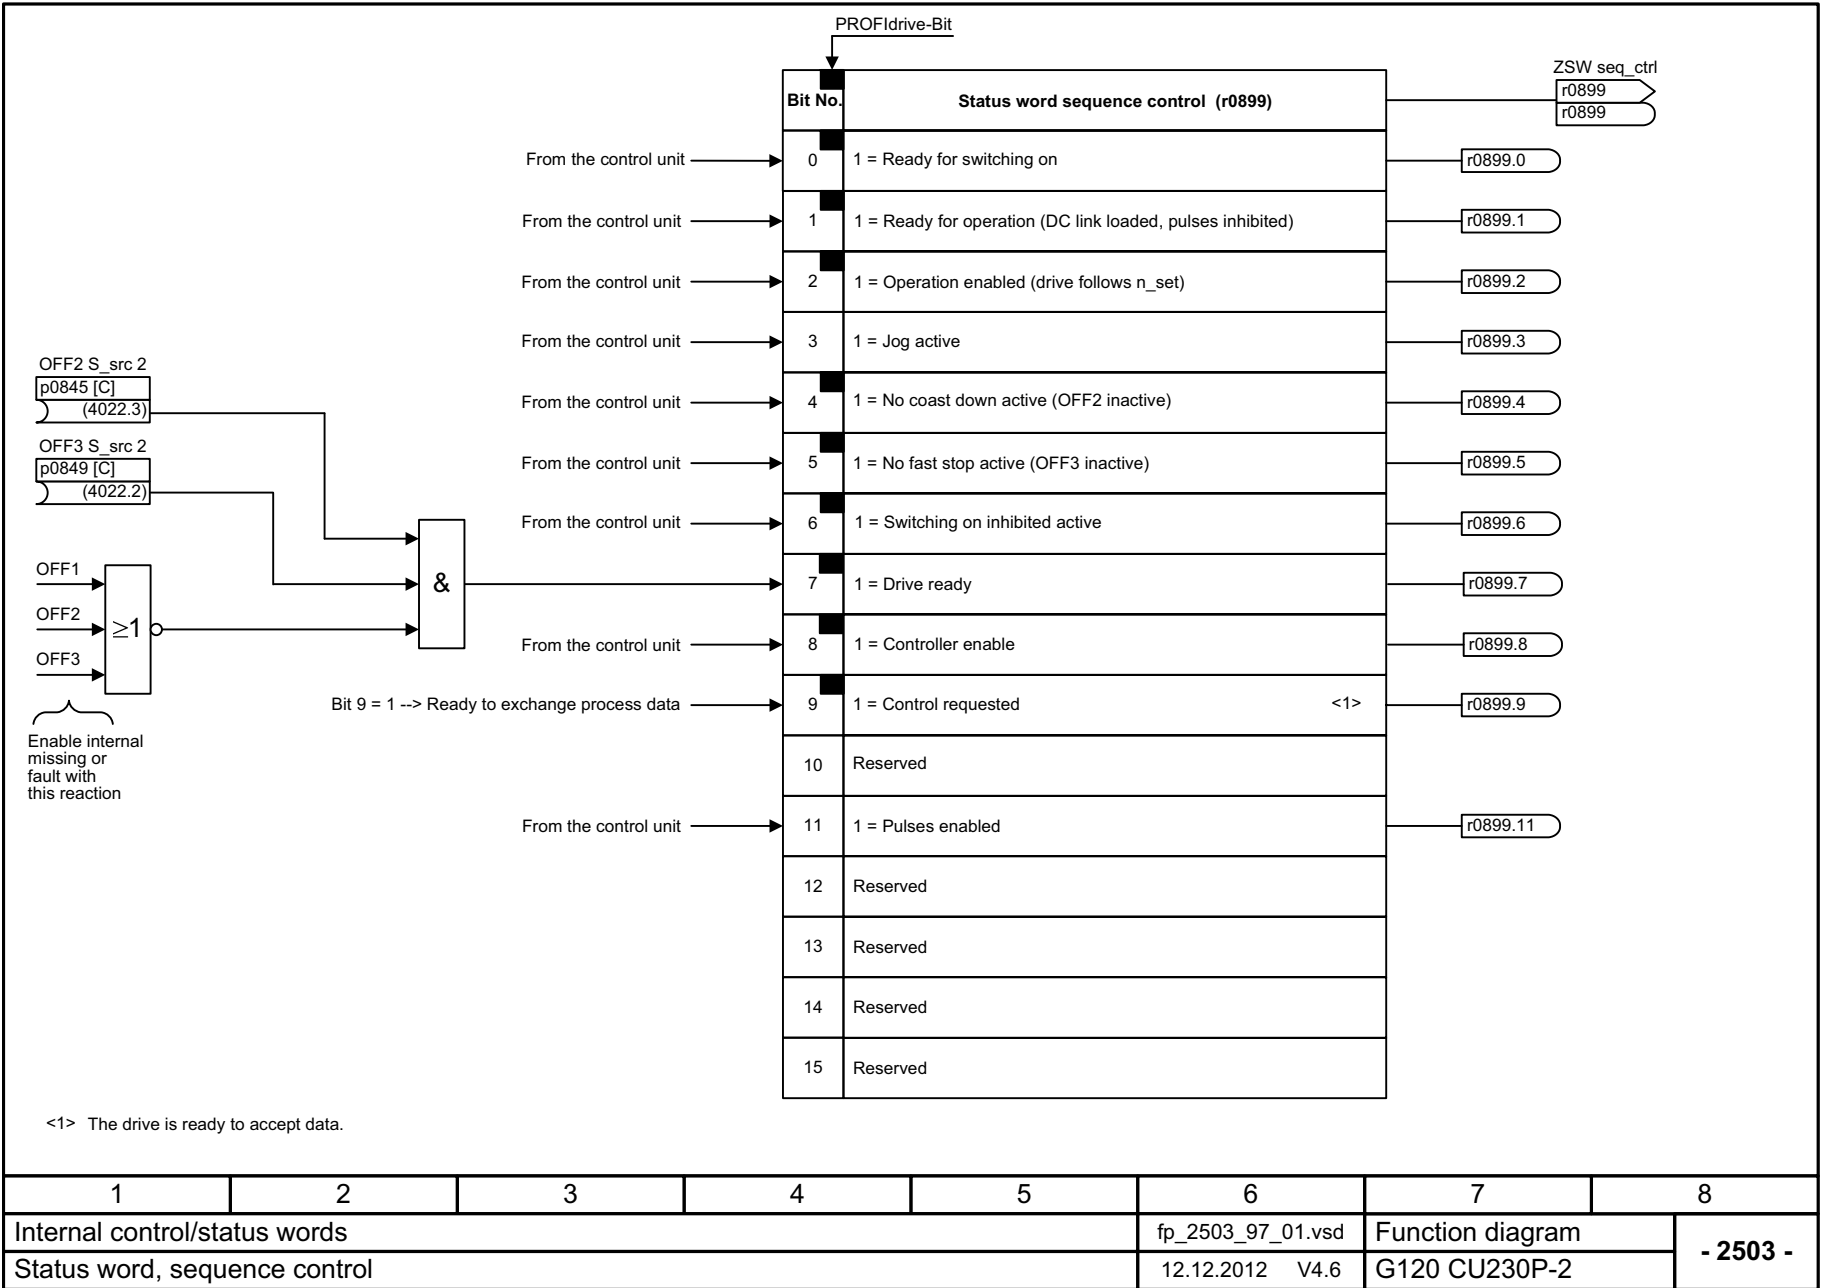 PROFIdrive-Bit
ZSW seq_ctrl
r0899
r0899
Bit No. Status word sequence control (r0899)
From the control unit 0 1 = Ready for switching on r0899.0
From the control unit 1 1 = Ready for operation (DC link loaded, pulses inhibited) r0899.1
From the control unit 2 1 = Operation enabled (drive follows n_set) r0899.2
From the control unit 3 1 = Jog active r0899.3
OFF2 S_src 2
p0845 [C]
(4022.3)
From the control unit 4 1 = No coast down active (OFF2 inactive) r0899.4
OFF3 S_src 2
p0849 [C]
(4022.2)
From the control unit 5 1 = No fast stop active (OFF3 inactive) r0899.5
From the control unit 6 1 = Switching on inhibited active r0899.6
OFF1
OFF2
OFF3
≥1
&
7 1 = Drive ready r0899.7
From the control unit 8 1 = Controller enable r0899.8
Bit 9 = 1 --> Ready to exchange process data 9 1 = Control requested <1> r0899.9
Enable internal
missing or
fault with
this reaction
10 Reserved
From the control unit 11 1 = Pulses enabled r0899.11
12 Reserved
13 Reserved
14 Reserved
15 Reserved
<1> The drive is ready to accept data.
1 2 3 4 5 6 7 8
Internal control/status words fp_2503_97_01.vsd Function diagram
- 2503 -
Status word, sequence control 12.12.2012 V4.6 G120 CU230P-2